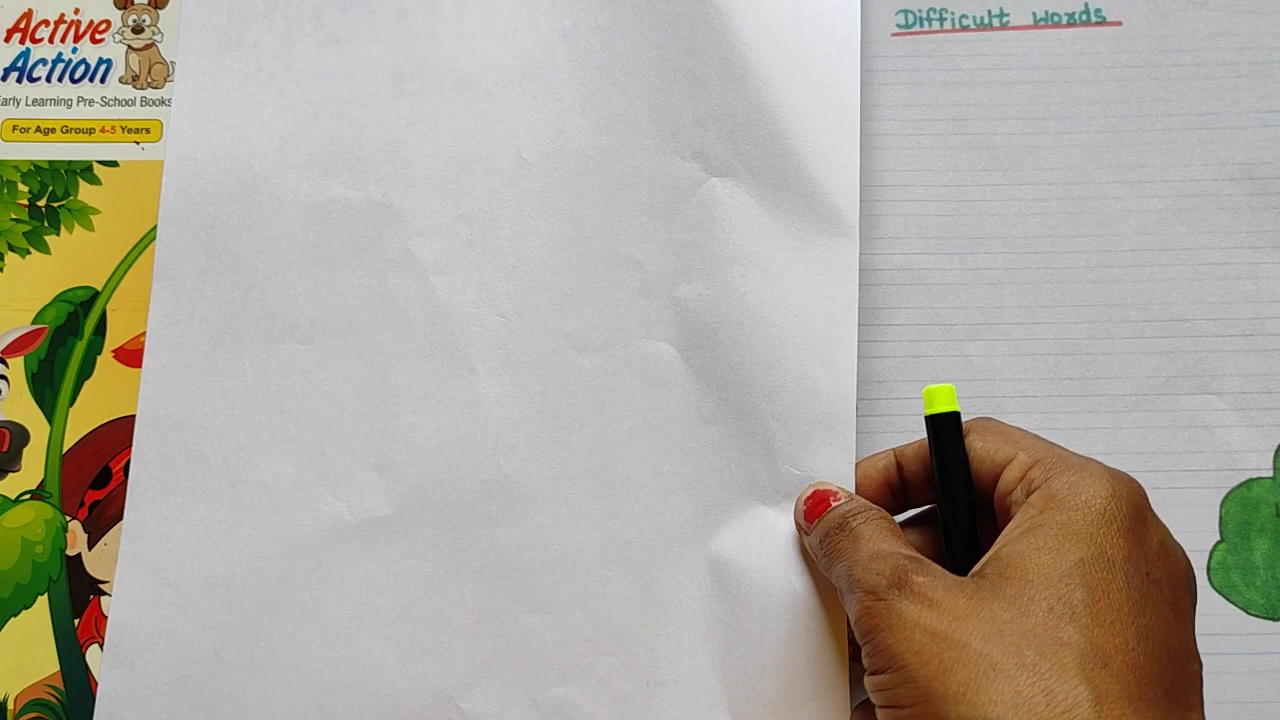 Active
Action
Early Learning Pre-School Books
For Age Group 4-5 Years
Difficult Words